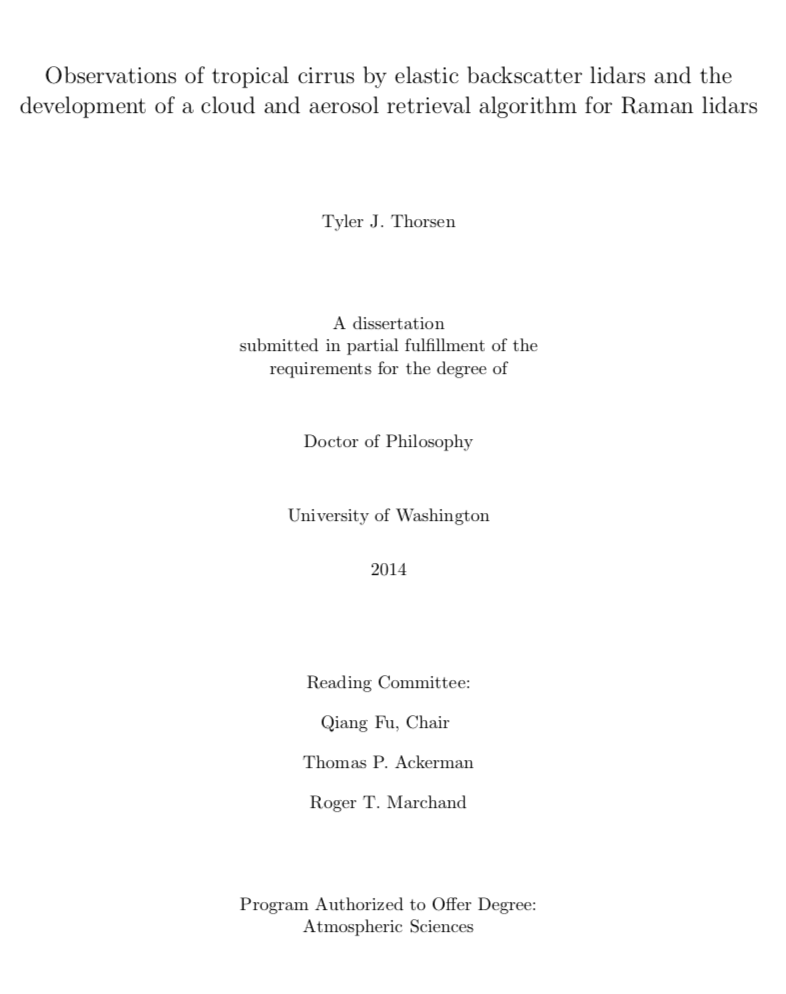 Observations of tropical cirrus by elastic backscatter lidars and the
development of a cloud and aerosol retrieval algorithm for Raman lidars
Tyler J. Thorsen
A dissertation
submitted in partial fulfillment of the
requirements for the degree of
Doctor of Philosophy
University of Washington
2014
Reading Committee:
Qiang Fu, Chair
Thomas P. Ackerman
Roger T. Marchand
Program Authorized to Offer Degree:
Atmospheric Sciences